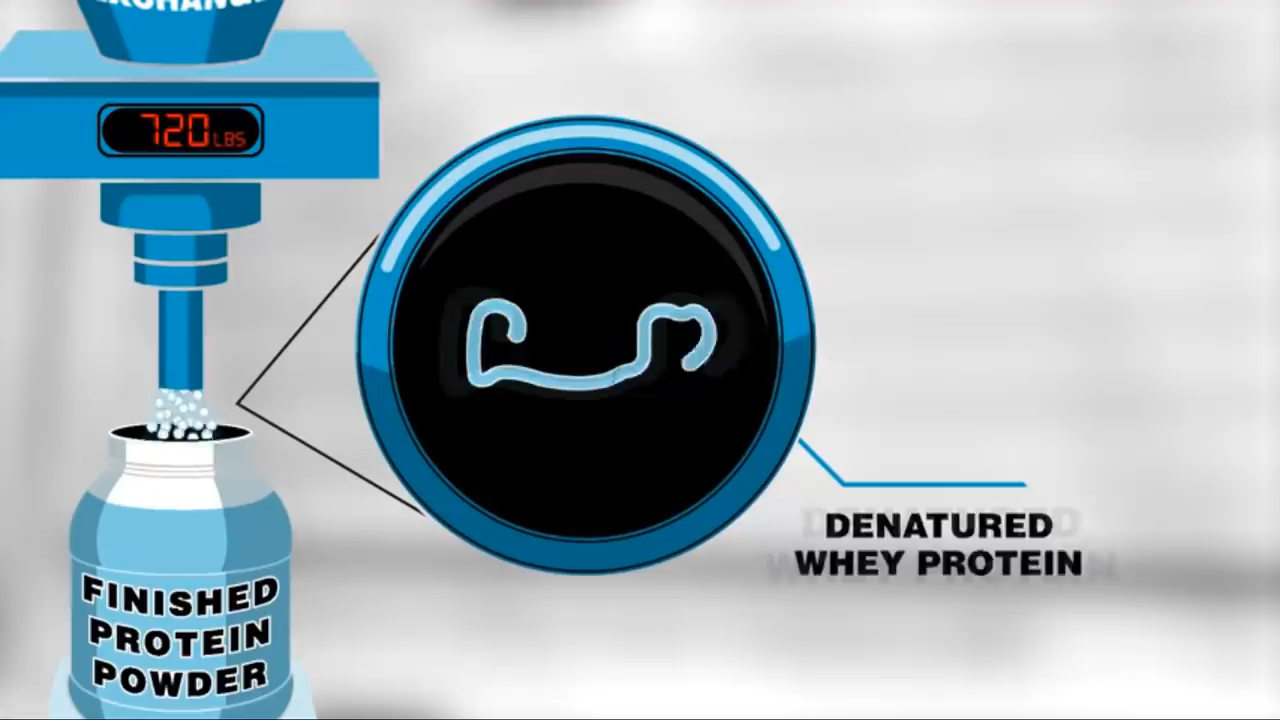 720 LBS
DENATURED
WHEY PROTEIN
FINISHED
PROTEIN
POWDER